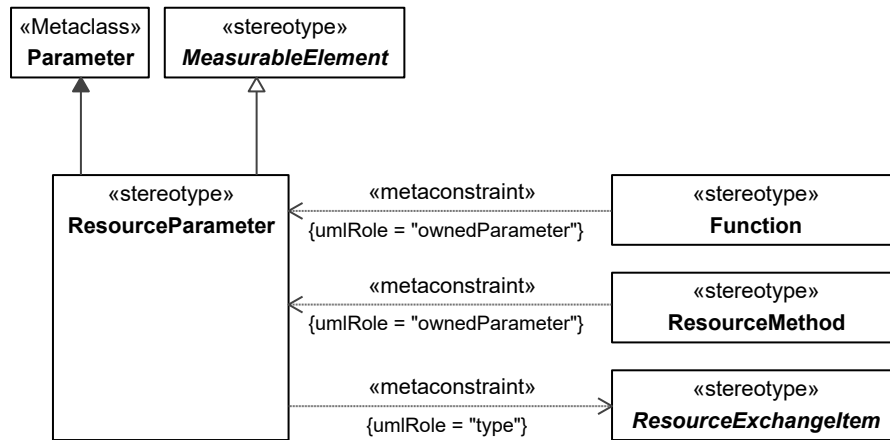 «Metaclass»
Parameter
«stereotype»
MeasurableElement
«stereotype»
ResourceParameter
«metaconstraint»
{umlRole = "ownedParameter"}
«stereotype»
Function
«metaconstraint»
{umlRole = "ownedParameter"}
«stereotype»
ResourceMethod
«metaconstraint»
{umlRole = "type"}
«stereotype»
ResourceExchangeItem